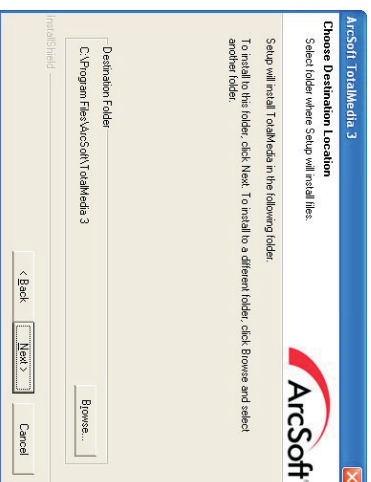 ArcSoft TotalMedia 3
Choose Destination Location
Select folder where Setup will install files.
ArcSoft
Setup will install TotalMedia in the following folder.
To install to this folder, click Next. To install to a different folder, click Browse and select
another folder.
Destination Folder
C:\Program Files\ArcSoft\TotalMedia 3
Browse...
InstallShield
< Back
Next >
Cancel